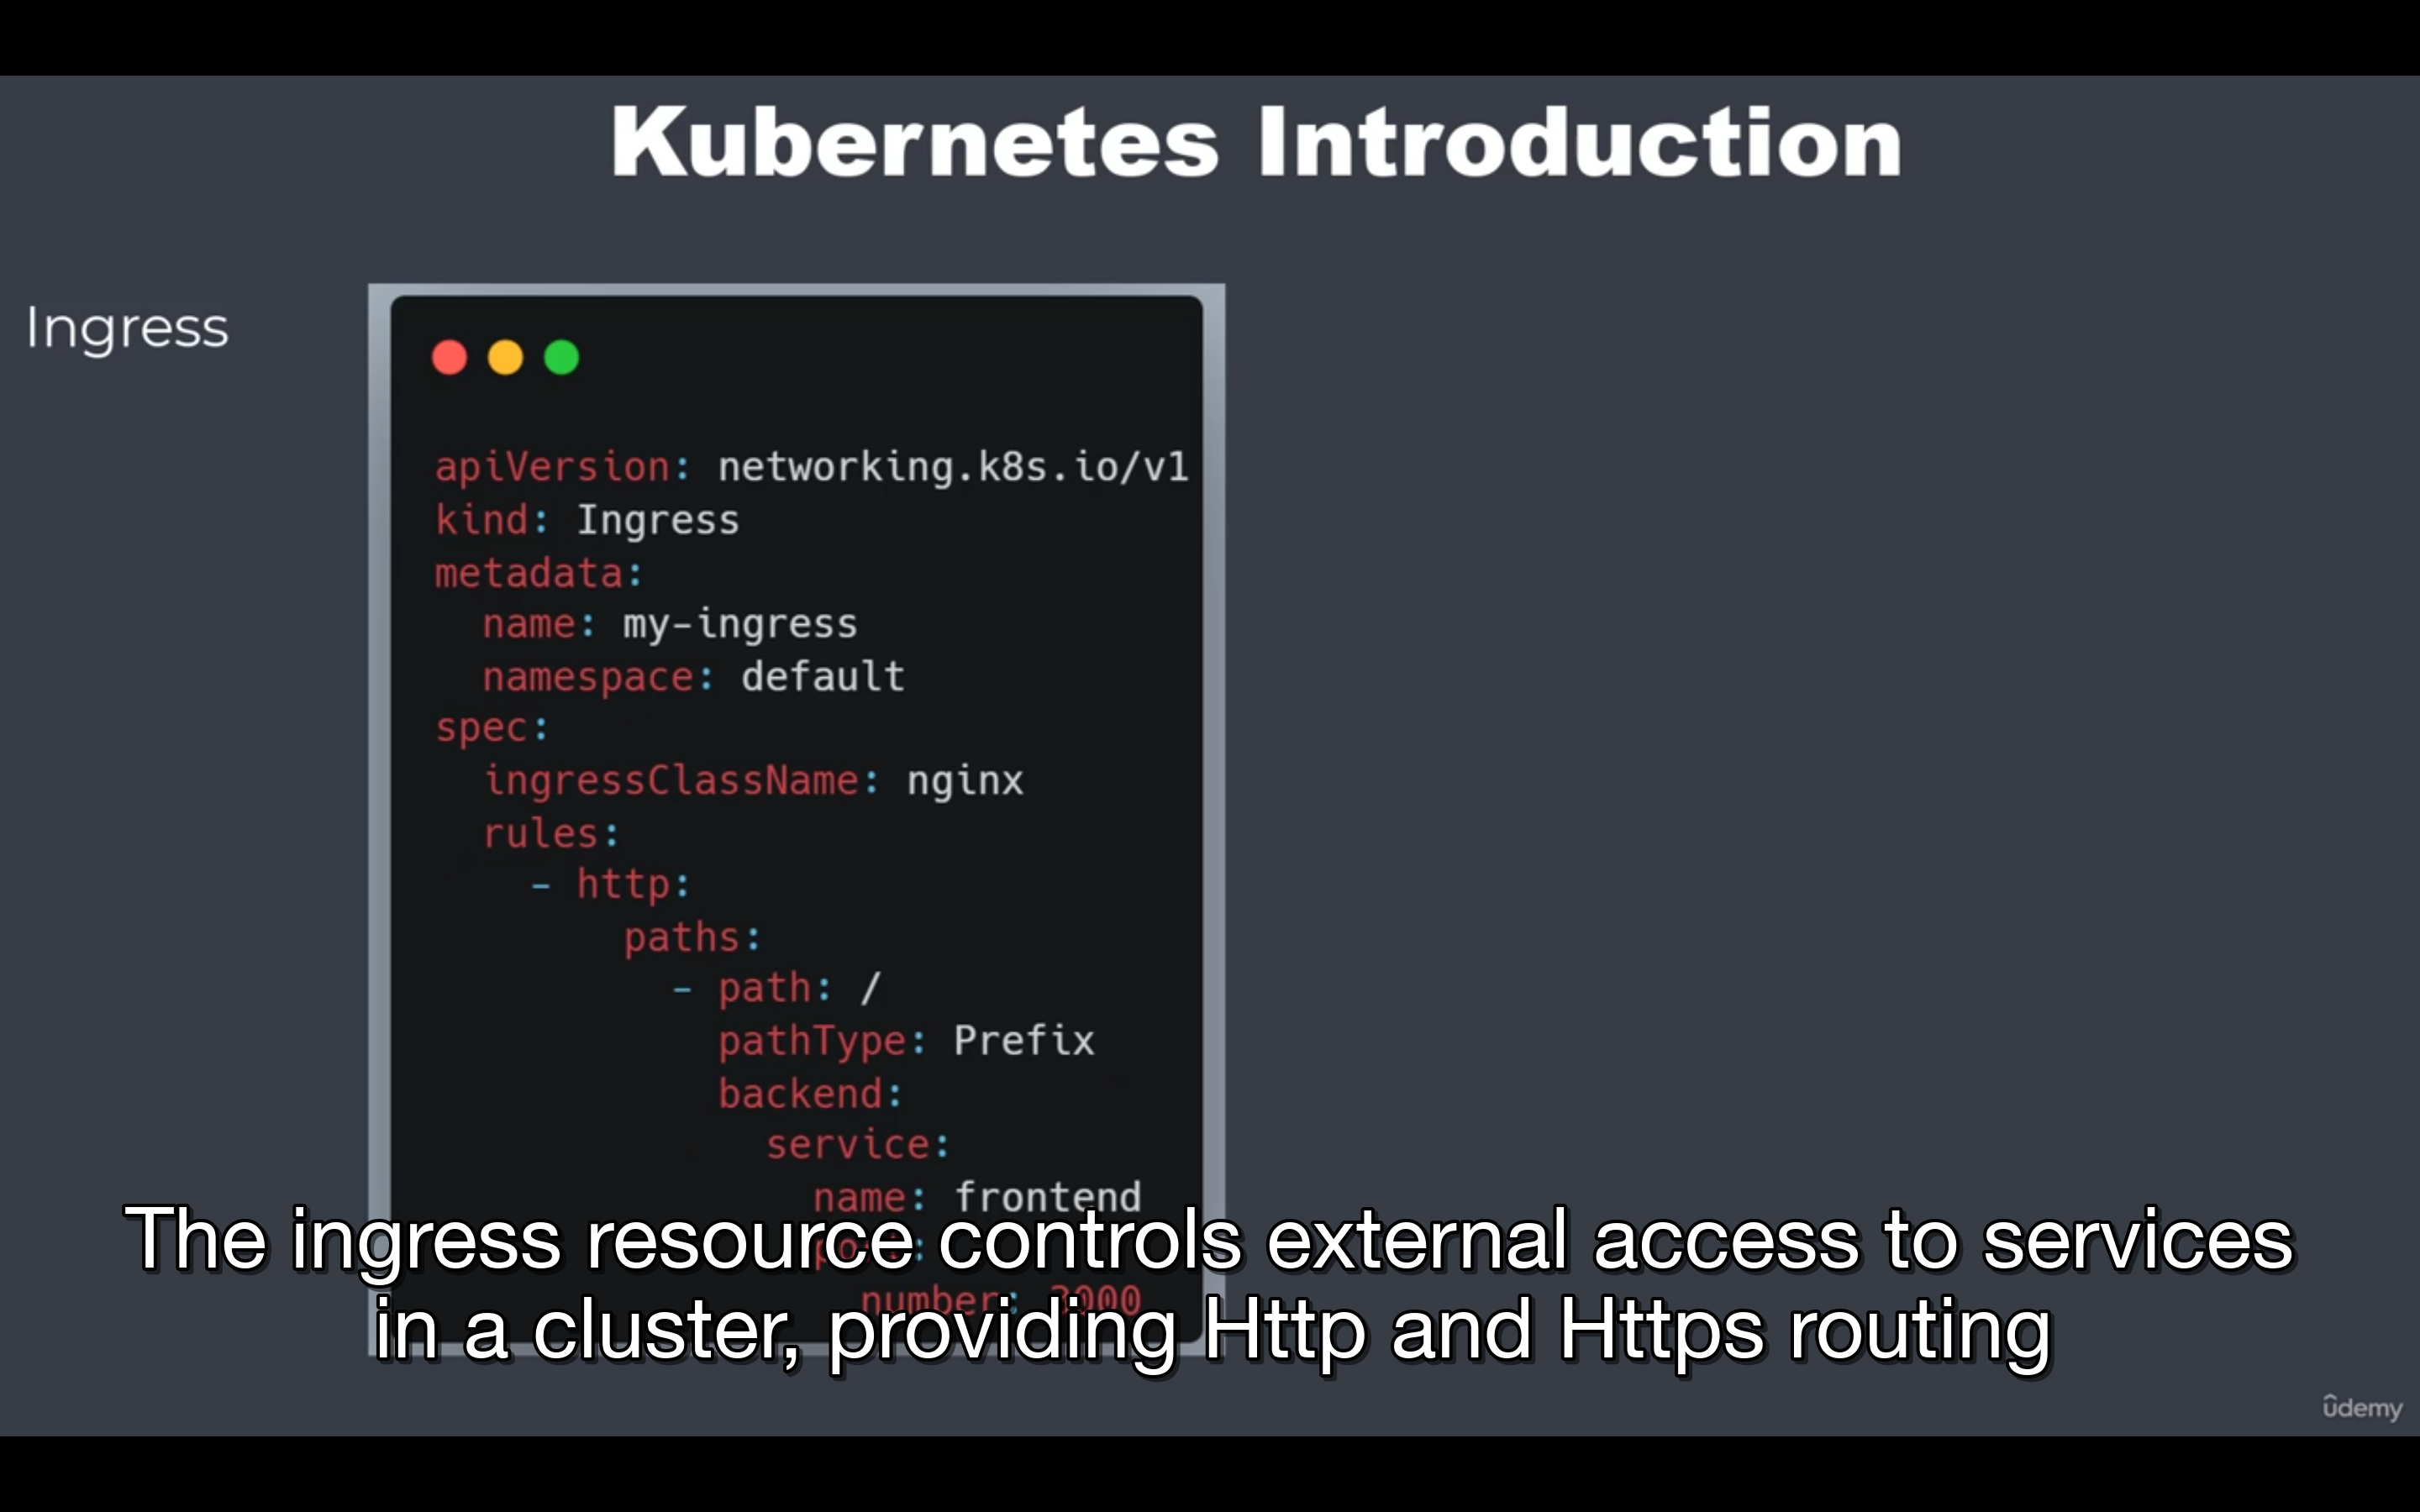 Kubernetes Introduction
Ingress
apiVersion: networking.k8s.io/v1
kind: Ingress
metadata:
  name: my-ingress
  namespace: default
spec:
  ingressClassName: nginx
  rules:
    - http:
        paths:
          - path: /
            pathType: Prefix
            backend:
              service:
                name: frontend
                port:
                  number: 3000
The ingress resource controls external access to services
in a cluster, providing Http and Https routing
udemy